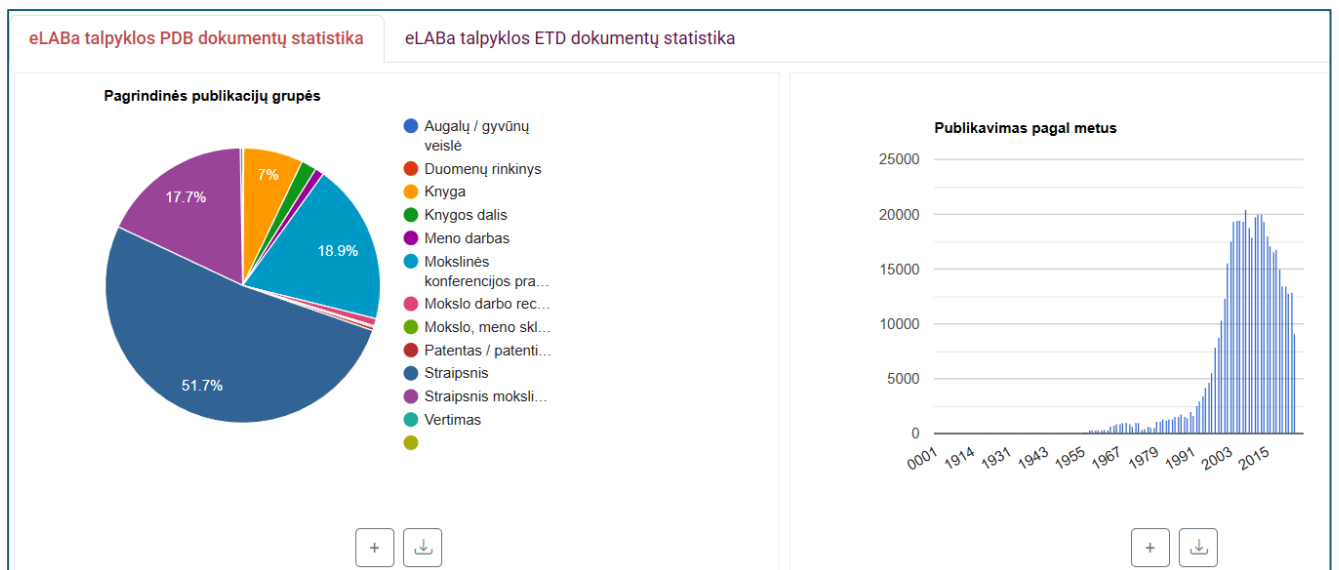 eLABa talpyklos PDB dokumentų statistika
eLABa talpyklos ETD dokumentų statistika
Pagrindinės publikacijų grupės
7%
17.7%
18.9%
51.7%
Augalų / gyvūnų
veislė
Duomenų rinkinys
Knyga
Knygos dalis
Meno darbas
Mokslinės
konferencijos pra...
Mokslo darbo rec...
Mokslo, meno skl...
Patentas / patenti...
Straipsnis
Straipsnis moksli...
Vertimas
+
Publikavimas pagal metus
25000
20000
15000
10000
5000
0
0001
1914
1931
1943
1955
1967
1979
1991
2003
2015
+